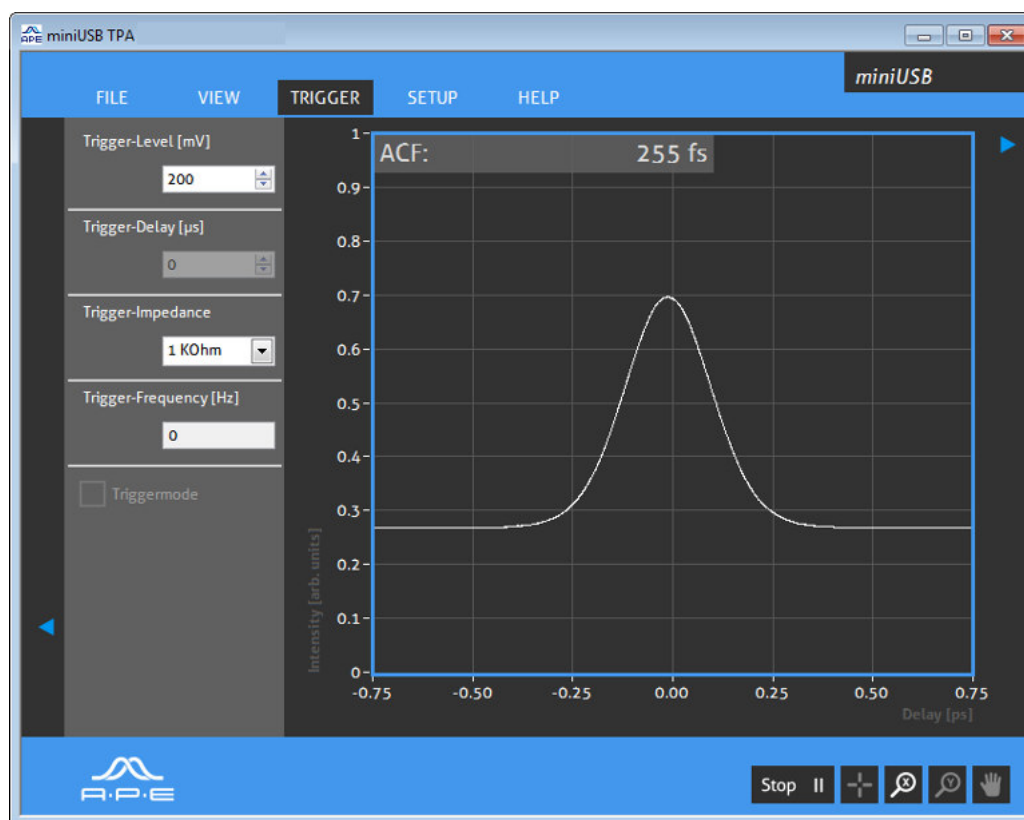 APE miniUSB TPA
miniUSB
FILE VIEW TRIGGER SETUP HELP
Trigger-Level [mV]
200
Trigger-Delay [µs]
0
Trigger-Impedance
1 KOhm
Trigger-Frequency [Hz]
0
Triggermode
ACF: 255 fs
1
0.9
0.8
0.7
0.6
0.5
0.4
0.3
0.2
0.1
0
Intensity [arb. units]
-0.75 -0.50 -0.25 0.00 0.25 0.50 0.75
Delay [ps]
A·P·E
Stop
X
Y